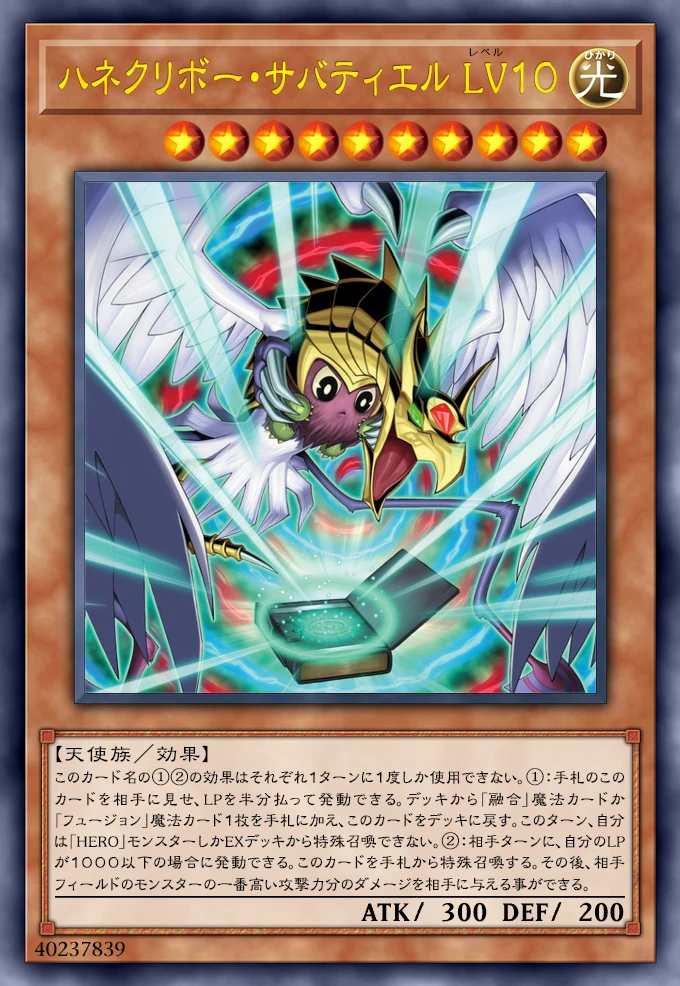 レベル
ハネクリボー・サバティエル LV10
ひかり
光
【天使族／効果】
このカード名の①②の効果はそれぞれ1ターンに1度しか使用できない。①：手札のこの
カードを相手に見せ、LPを半分払って発動できる。デッキから「融合」魔法カードか
「フュージョン」魔法カード1枚を手札に加え、このカードをデッキに戻す。このターン、自分
は「HERO」モンスターしかEXデッキから特殊召喚できない。②：相手ターンに、自分のLP
が1000以下の場合に発動できる。このカードを手札から特殊召喚する。その後、相手
フィールドのモンスターの一番高い攻撃力分のダメージを相手に与える事ができる。
ATK/ 300 DEF/ 200
40237839